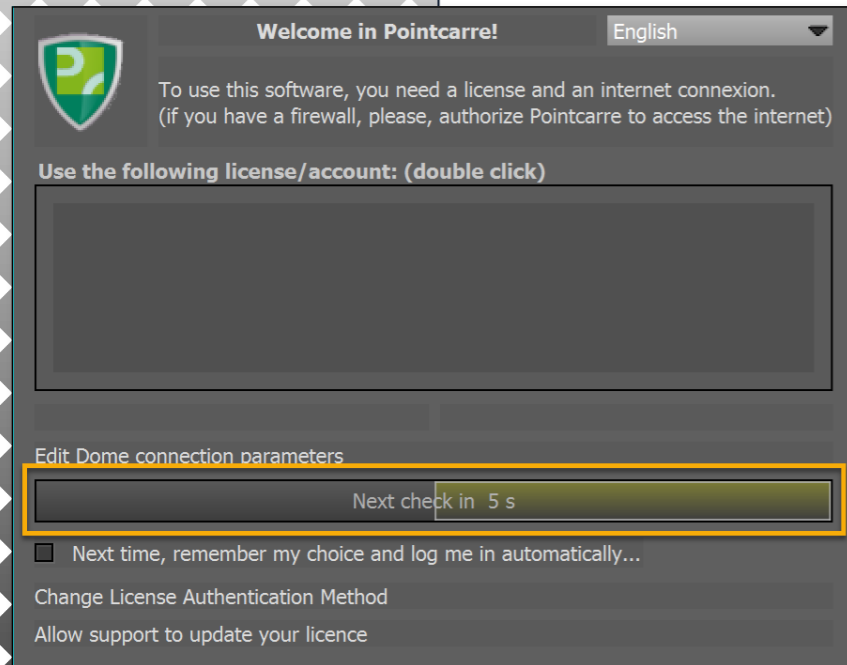 Welcome in Pointcarre!
English
To use this software, you need a license and an internet connexion.
(if you have a firewall, please, authorize Pointcarre to access the internet)
Use the following license/account: (double click)
Edit Dome connection parameters
Next check in 5 s
Next time, remember my choice and log me in automatically...
Change License Authentication Method
Allow support to update your licence